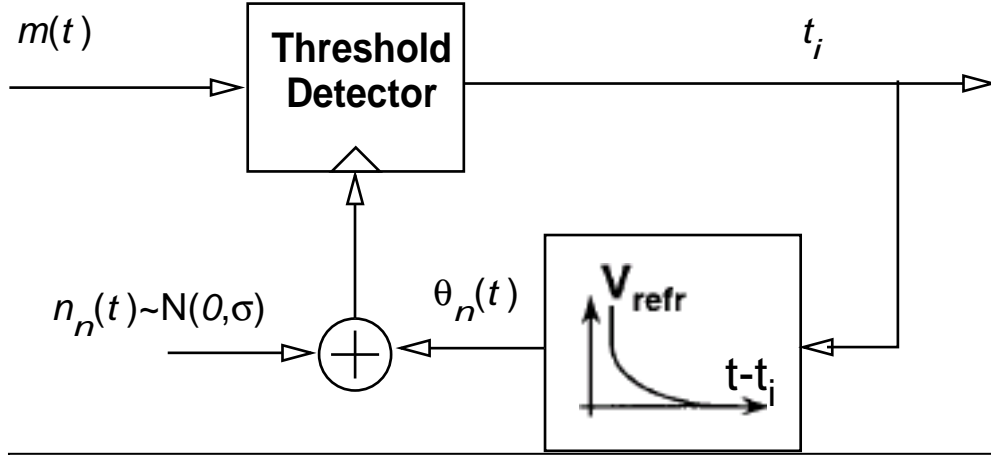 m(t)
Threshold
Detector
t_i
n_n(t)~N(0,σ)
θ_n(t)
V_refr
t-t_i